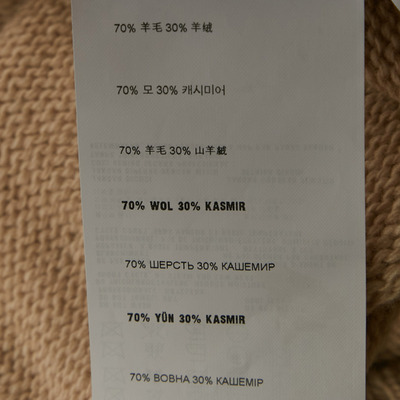 70% 羊毛 30% 羊绒
70% 모 30% 캐시미어
70% 羊毛 30% 山羊絨
70% WOL 30% KASMIR
70% ШЕРСТЬ 30% КАШЕМИР
70% YÜN 30% KASMIR
70% ВОВНА 30% КАШЕМІР